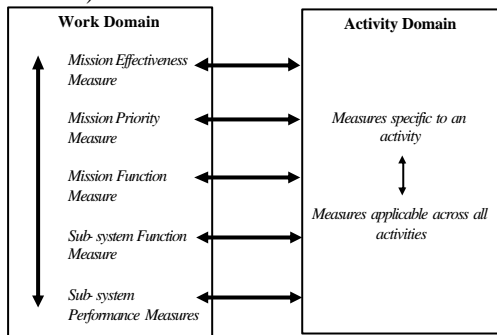 Work Domain
Mission Effectiveness
Measure
Mission Priority
Measure
Mission Function
Measure
Sub- system Function
Measure
Sub- system
Performance Measures
Activity Domain
Measures specific to an
activity
Measures applicable across all
activities